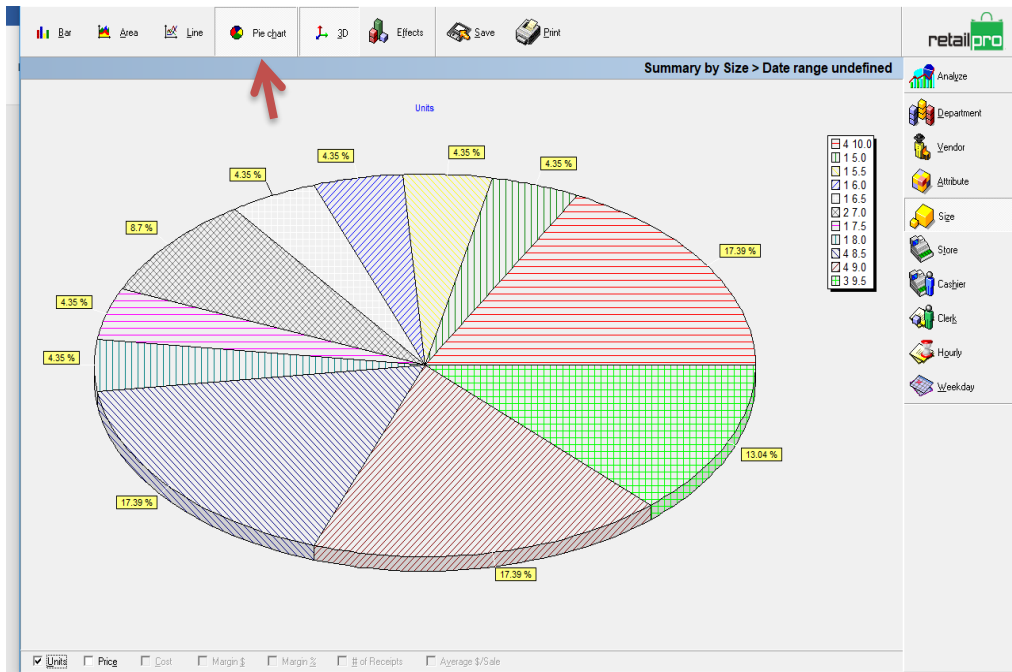 Bar Area Line Pie chart 3D Effects Save Print
retailpro
Summary by Size > Date range undefined
Analyze
Department
Vendor
Attribute
Size
Store
Cashier
Clerk
Hourly
Weekday
Units
4.35 %
4.35 %
4.35 %
4.35 %
8.7 %
17.39 %
4.35 %
4.35 %
13.04 %
17.39 %
17.39 %
4 10.0
1 5.0
1 5.5
1 6.0
1 6.5
2 7.0
1 7.5
1 8.0
4 8.5
4 9.0
3 9.5
Units Price Cost Margin $ Margin % # of Receipts Average $/Sale